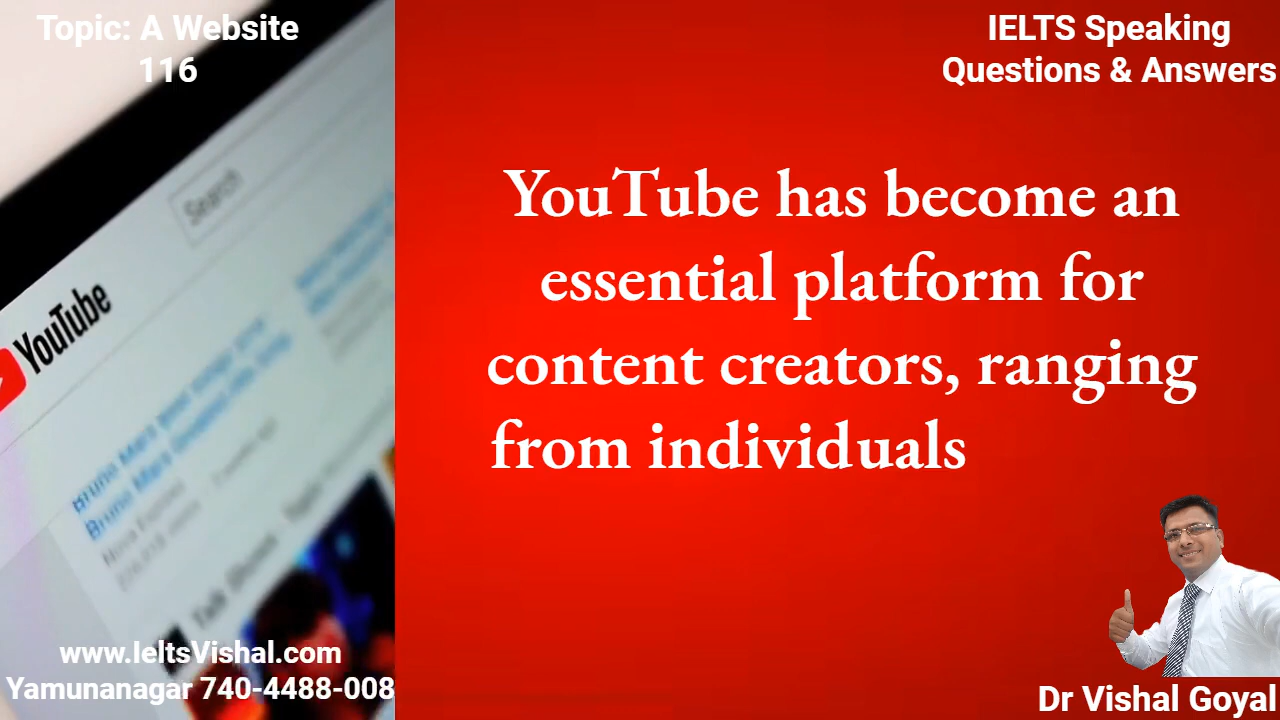 Topic: A Website
116
IELTS Speaking
Questions & Answers
Search
YouTube
YouTube has become an
essential platform for
content creators, ranging
from individuals
www.IeltsVishal.com
Yamunanagar 740-4488-008
Dr Vishal Goyal